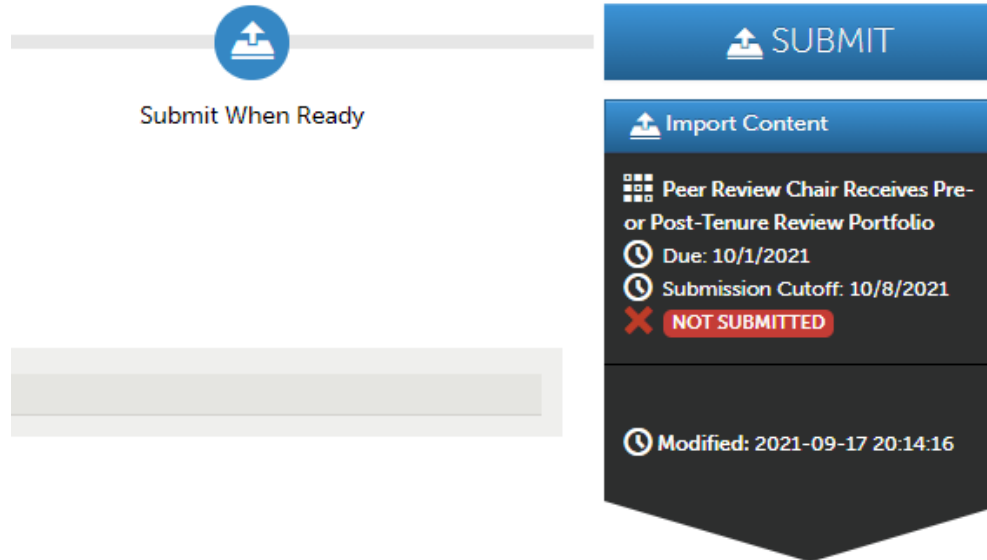 Submit When Ready
SUBMIT
Import Content
Peer Review Chair Receives Pre-
or Post-Tenure Review Portfolio
Due: 10/1/2021
Submission Cutoff: 10/8/2021
NOT SUBMITTED
Modified: 2021-09-17 20:14:16